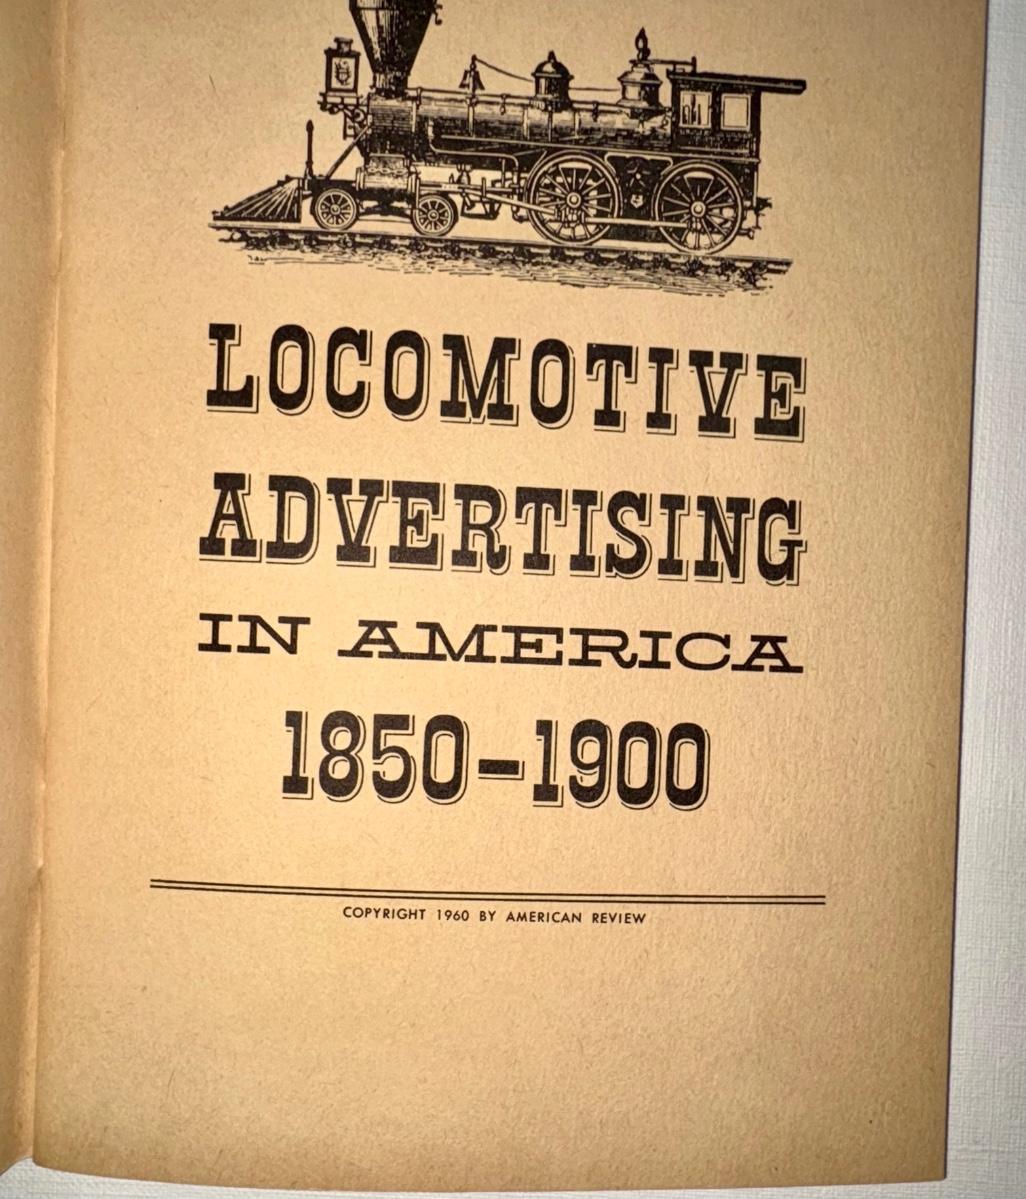 LOCOMOTIVE
ADVERTISING
IN AMERICA
1850-1900
COPYRIGHT 1960 BY AMERICAN REVIEW